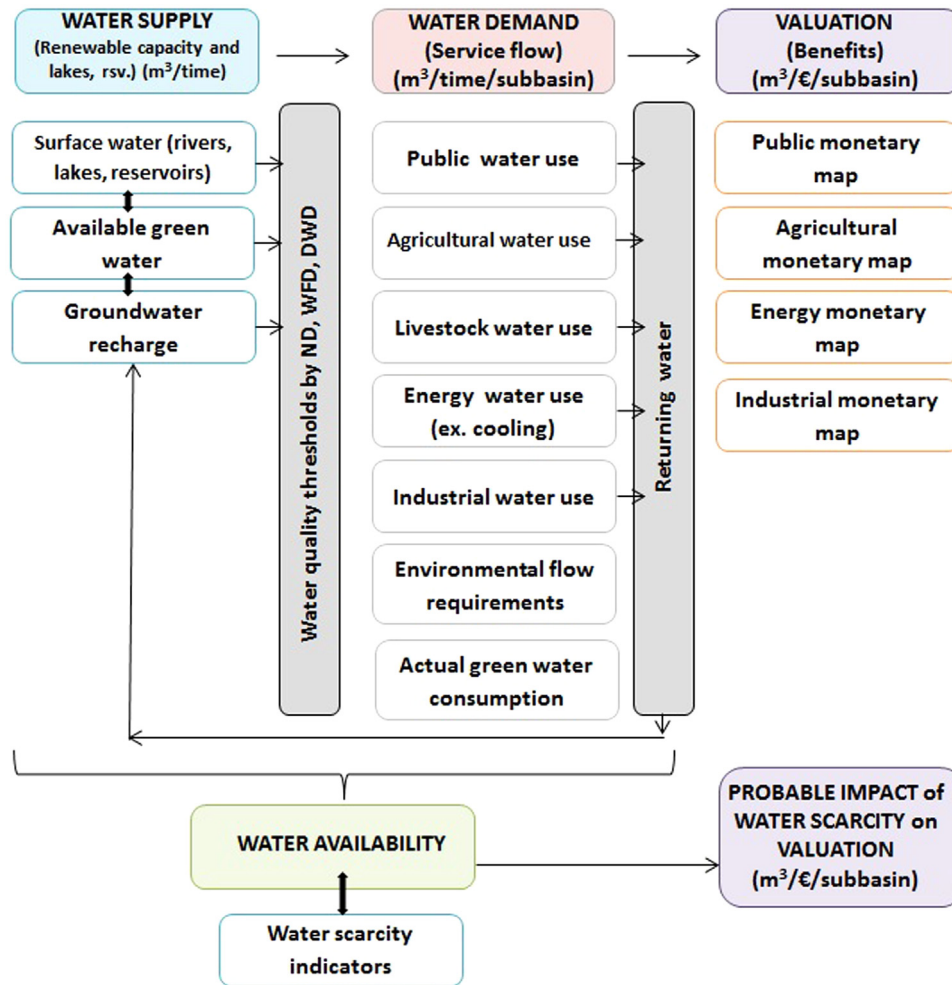 WATER SUPPLY
(Renewable capacity and
lakes, rsv.) (m³/time)
WATER DEMAND
(Service flow)
(m³/time/subbasin)
VALUATION
(Benefits)
(m³/€/subbasin)
Surface water (rivers,
lakes, reservoirs)
Available green
water
Groundwater
recharge
Water quality thresholds by ND, WFD, DWD
Public water use
Agricultural water use
Livestock water use
Energy water use
(ex. cooling)
Industrial water use
Environmental flow
requirements
Actual green water
consumption
Returning water
Public monetary
map
Agricultural
monetary map
Energy monetary
map
Industrial monetary
map
WATER AVAILABILITY
Water scarcity
indicators
PROBABLE IMPACT of
WATER SCARCITY on
VALUATION
(m³/€/subbasin)